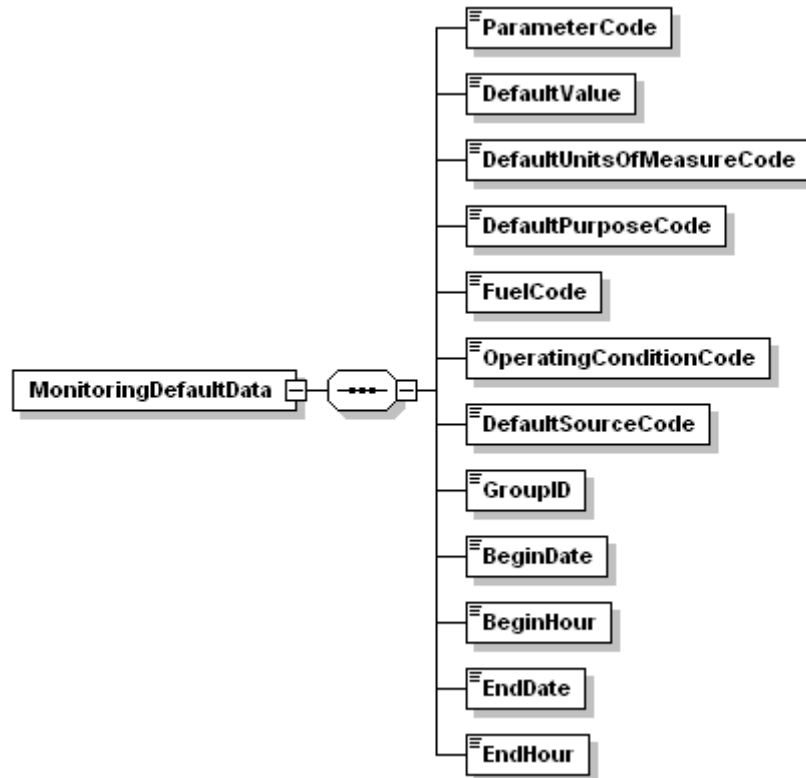 ParameterCode
DefaultValue
DefaultUnitsOfMeasureCode
DefaultPurposeCode
FuelCode
OperatingConditionCode
MonitoringDefaultData
DefaultSourceCode
GroupID
BeginDate
BeginHour
EndDate
EndHour